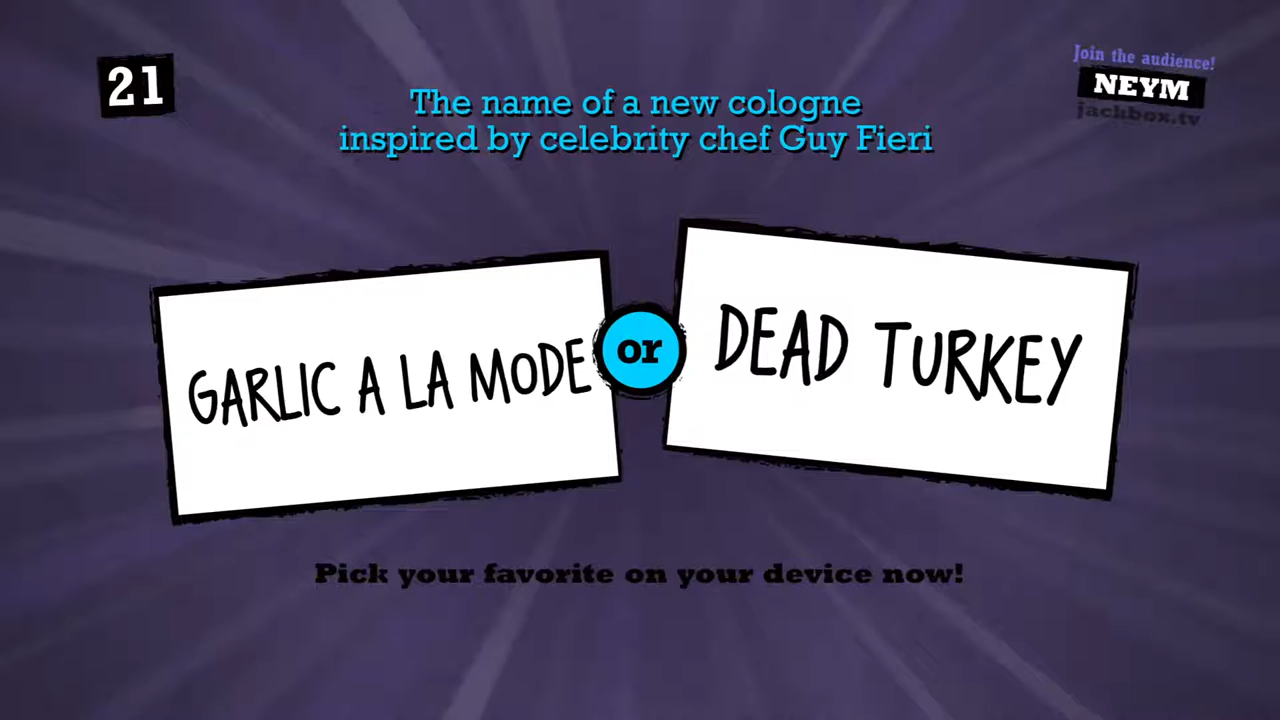 21
The name of a new cologne
inspired by celebrity chef Guy Fieri
Join the audience!
NEYM
jackbox.tv
GARLIC A LA MODE
or
DEAD TURKEY
Pick your favorite on your device now!